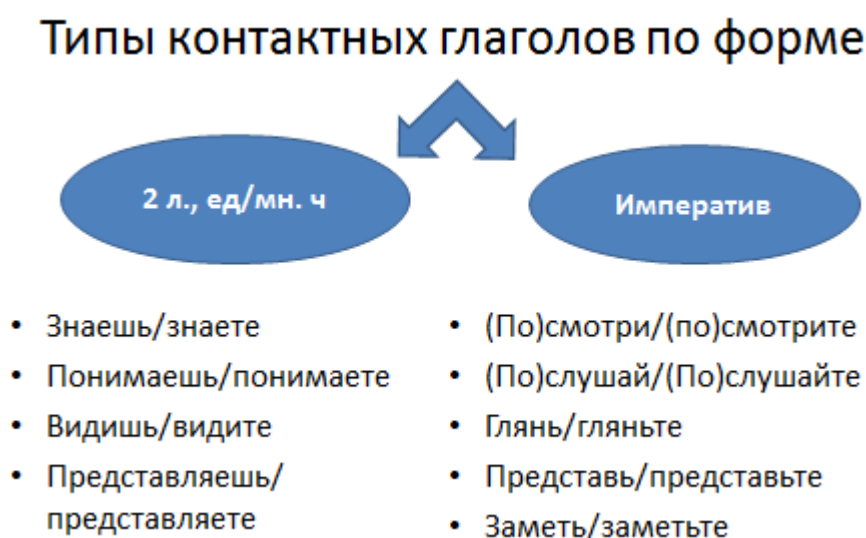 Типы контактных глаголов по форме
2 л., ед/мн. ч
Императив
• Знаешь/знаете
• Понимаешь/понимаете
• Видишь/видите
• Представляешь/
представляете
• (По)смотри/(по)смотрите
• (По)слушай/(По)слушайте
• Глянь/гляньте
• Представь/представьте
• Заметь/заметьте